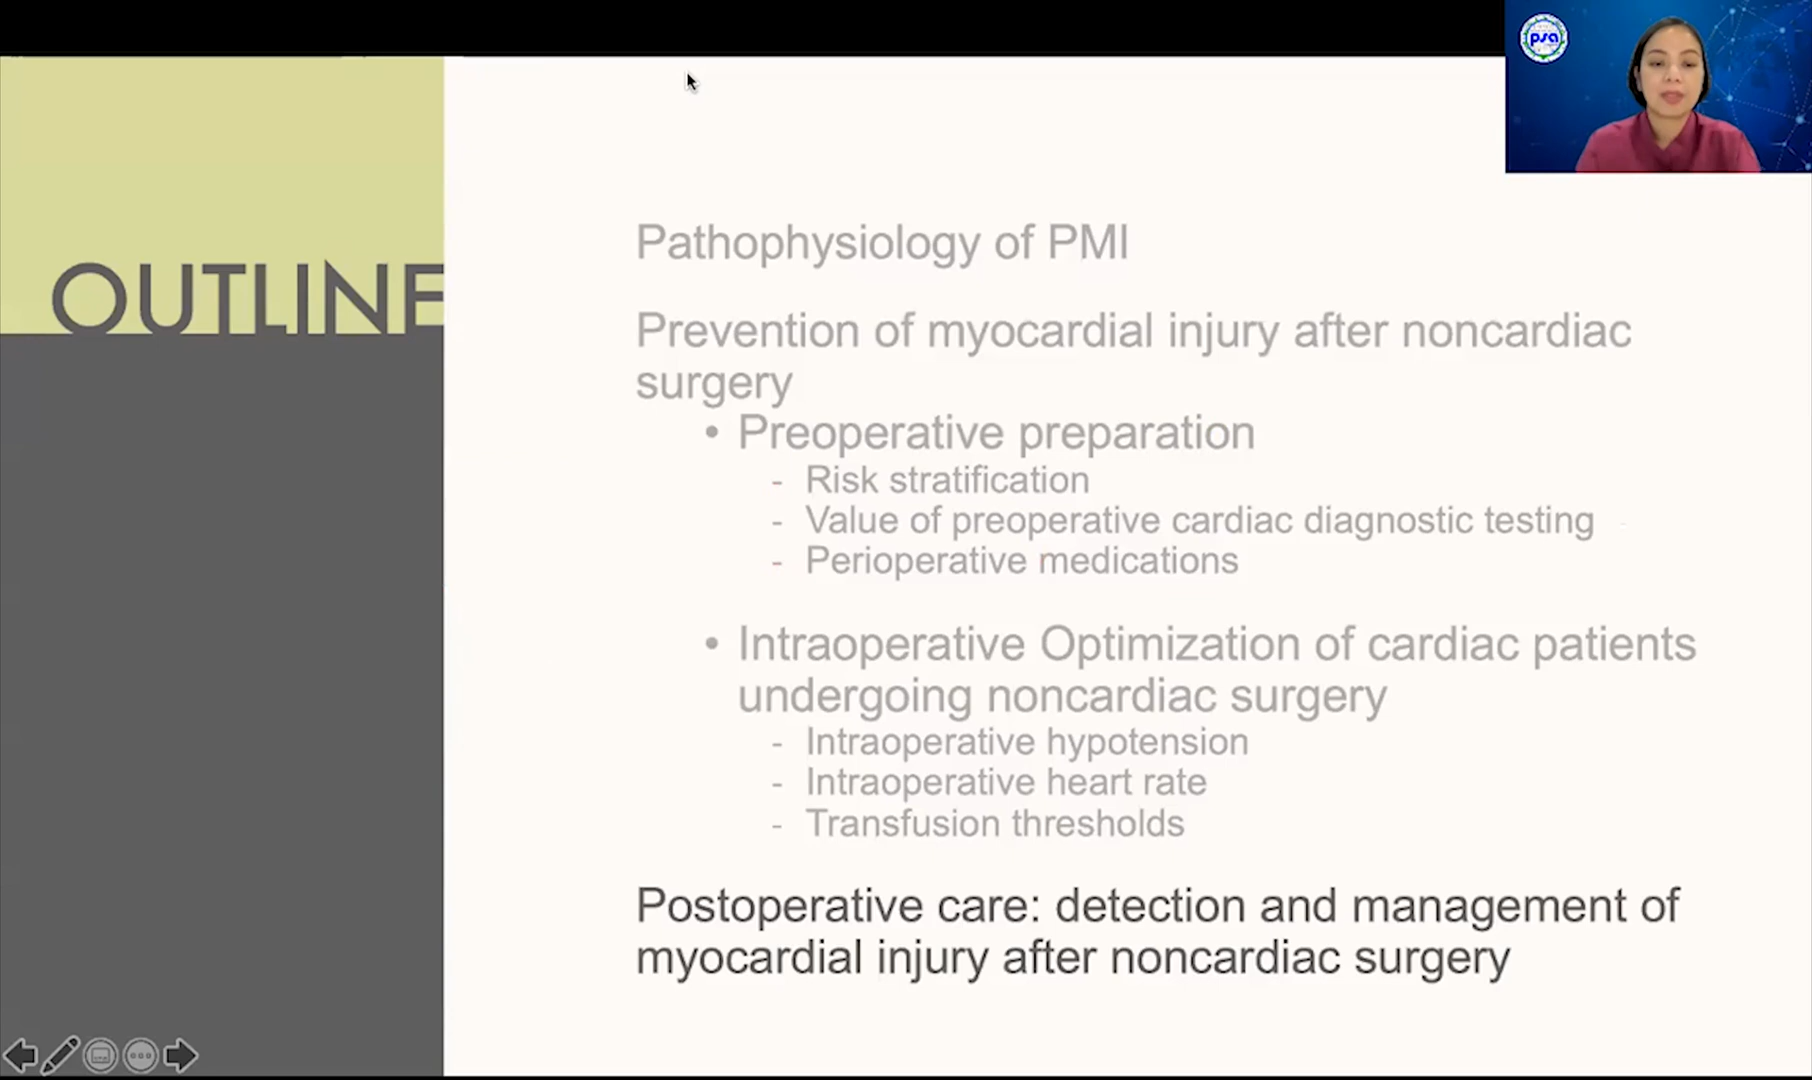 psa
OUTLINE
Pathophysiology of PMI
Prevention of myocardial injury after noncardiac
surgery
• Preoperative preparation
- Risk stratification
- Value of preoperative cardiac diagnostic testing
- Perioperative medications
• Intraoperative Optimization of cardiac patients
undergoing noncardiac surgery
- Intraoperative hypotension
- Intraoperative heart rate
- Transfusion thresholds
Postoperative care: detection and management of
myocardial injury after noncardiac surgery